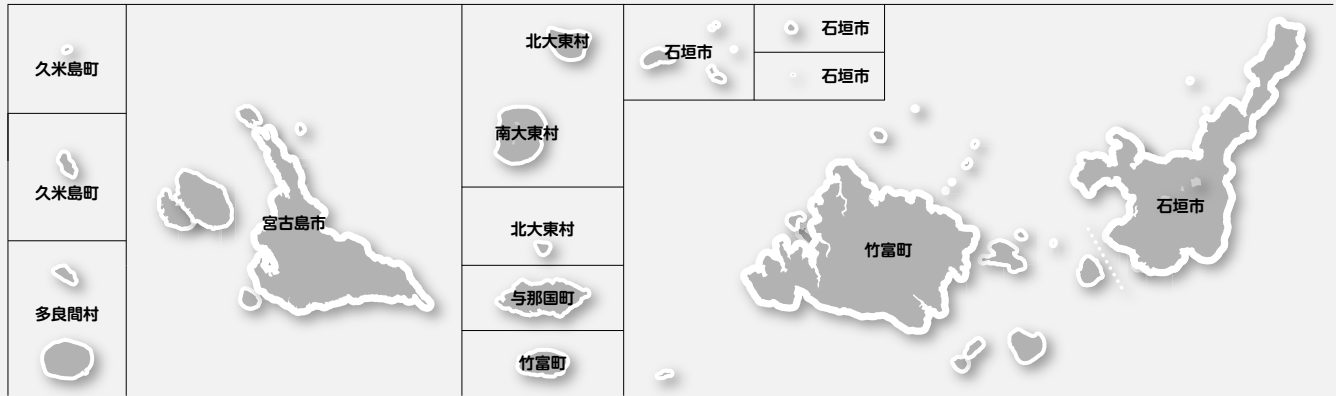 久米島町
久米島町
多良間村
宮古島市
北大東村
南大東村
北大東村
与那国町
竹富町
石垣市
石垣市
石垣市
竹富町
石垣市